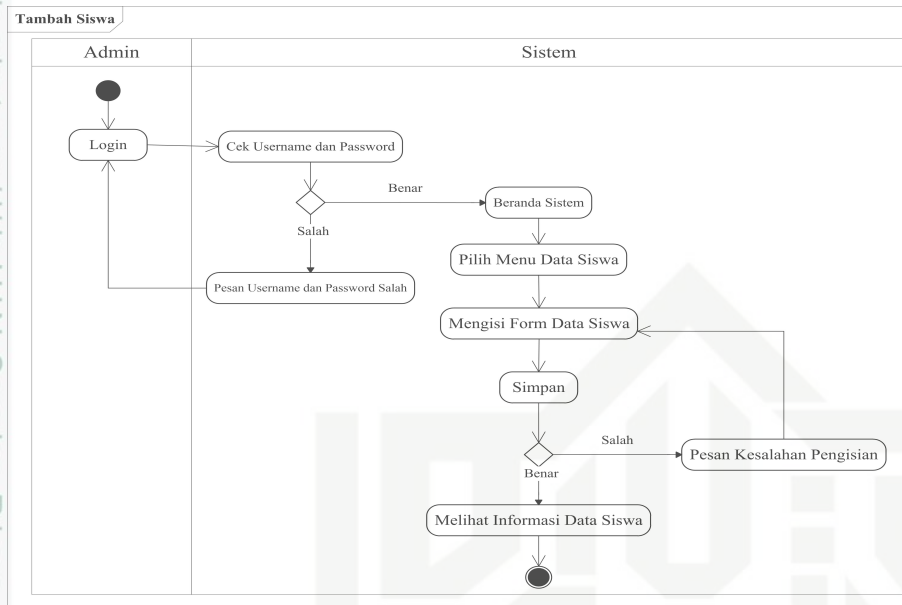 Tambah Siswa
Admin
Sistem
Login
Cek Username dan Password
Benar
Beranda Sistem
Salah
Pilih Menu Data Siswa
Pesan Username dan Password Salah
Mengisi Form Data Siswa
Simpan
Salah
Pesan Kesalahan Pengisian
Benar
Melihat Informasi Data Siswa